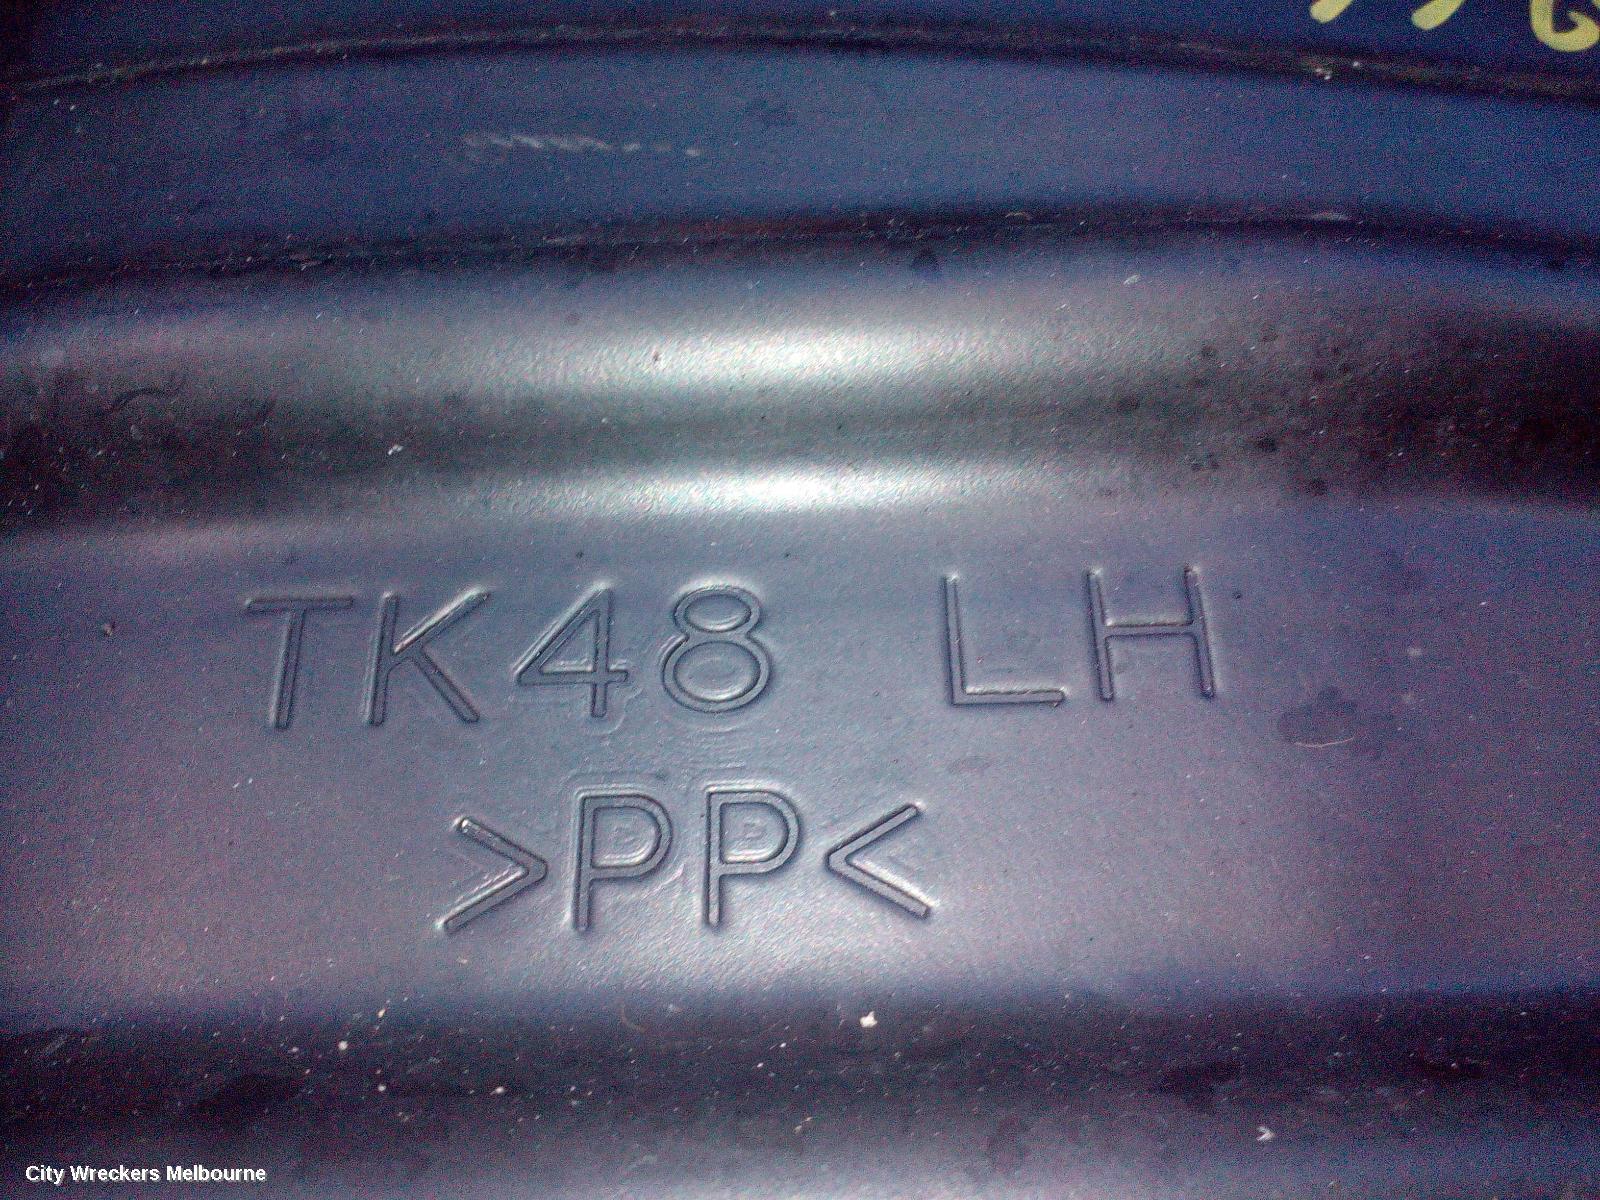 TK48 LH
>PP<
City Wreckers Melbourne